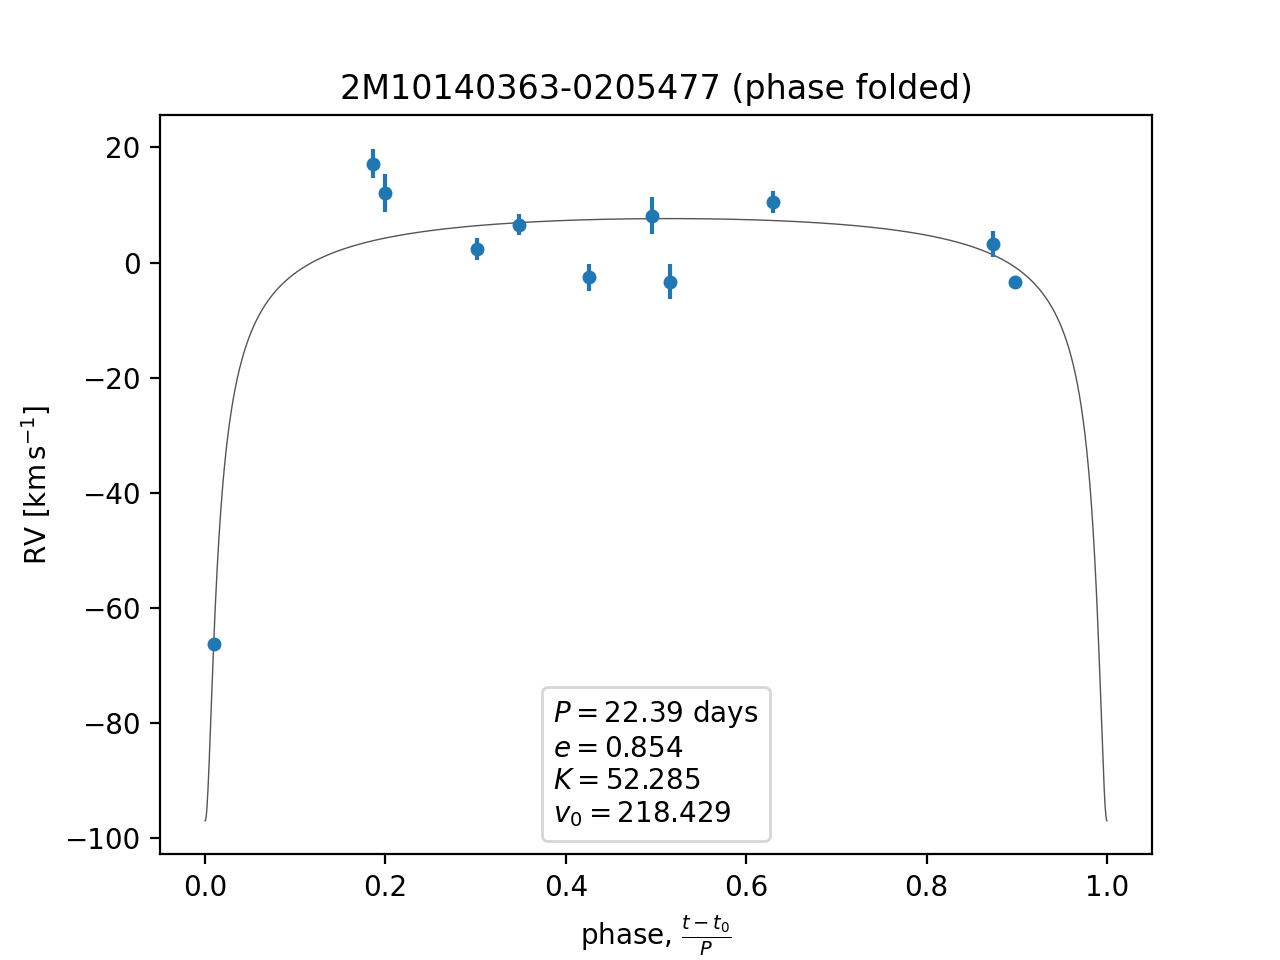 2M10140363-0205477 (phase folded)
20
0
−20
−40
−60
−80
−100
RV [km s⁻¹]
P = 22.39 days
e = 0.854
K = 52.285
v₀ = 218.429
0.0 0.2 0.4 0.6 0.8 1.0
phase, (t − t₀)/P